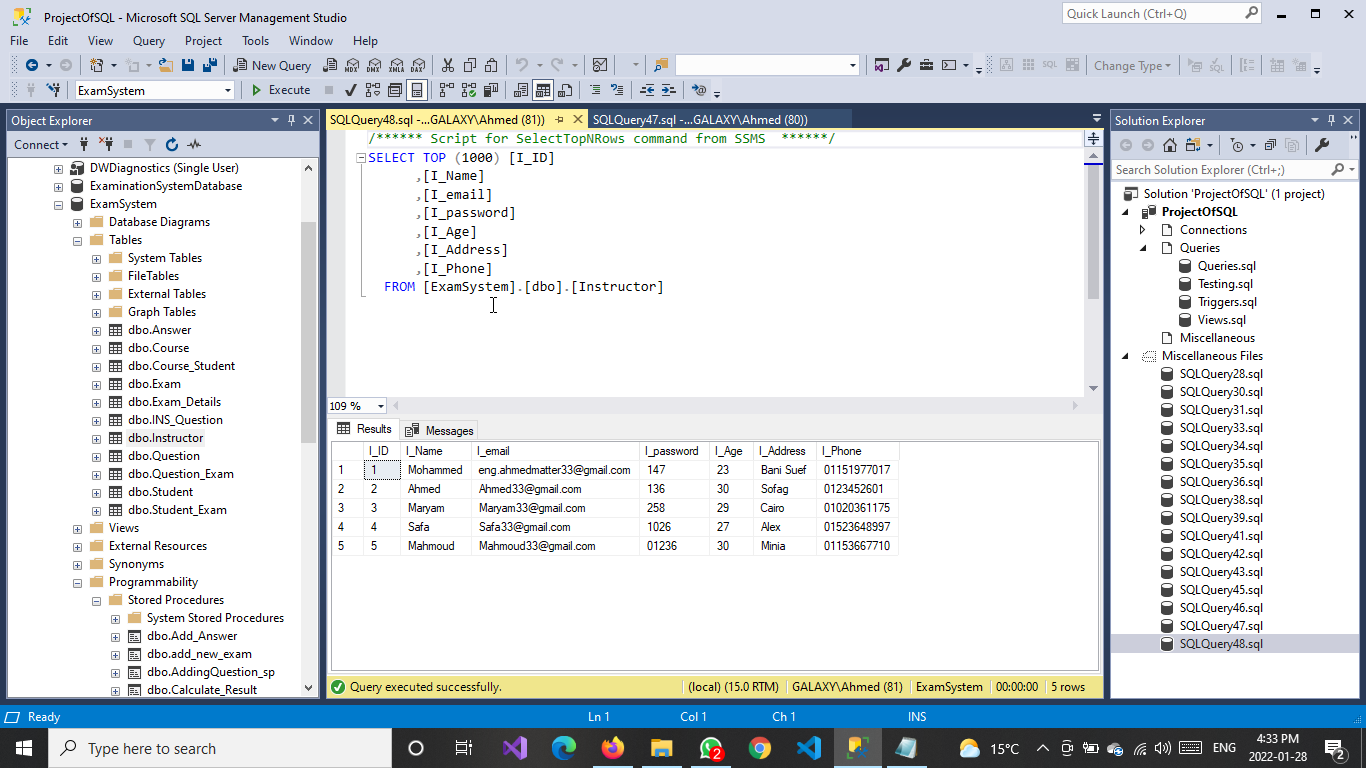 ProjectOfSQL - Microsoft SQL Server Management Studio
Quick Launch (Ctrl+Q)
File Edit View Query Project Tools Window Help
New Query
MDX DMX XMLA DAX
SQL
Change Type
ExamSystem
Execute
Object Explorer
Connect
DWDiagnostics (Single User)
ExaminationSystemDatabase
ExamSystem
Database Diagrams
Tables
System Tables
FileTables
External Tables
Graph Tables
dbo.Answer
dbo.Course
dbo.Course_Student
dbo.Exam
dbo.Exam_Details
dbo.INS_Question
dbo.Instructor
dbo.Question
dbo.Question_Exam
dbo.Student
dbo.Student_Exam
Views
External Resources
Synonyms
Programmability
Stored Procedures
System Stored Procedures
dbo.Add_Answer
dbo.add_new_exam
dbo.AddingQuestion_sp
dbo.Calculate_Result
SQLQuery48.sql -...GALAXY\Ahmed (81))
SQLQuery47.sql -...GALAXY\Ahmed (80))
/****** Script for SelectTopNRows command from SSMS ******/
SELECT TOP (1000) [I_ID]
,[I_Name]
,[I_email]
,[I_password]
,[I_Age]
,[I_Address]
,[I_Phone]
FROM [ExamSystem].[dbo].[Instructor]
109 %
Results
Messages
I_ID I_Name I_email I_password I_Age I_Address I_Phone
1 1 Mohammed eng.ahmedmatter33@gmail.com 147 23 Bani Suef 01151977017
2 2 Ahmed Ahmed33@gmail.com 136 30 Sofag 0123452601
3 3 Maryam Maryam33@gmail.com 258 29 Cairo 01020361175
4 4 Safa Safa33@gmail.com 1026 27 Alex 01523648997
5 5 Mahmoud Mahmoud33@gmail.com 01236 30 Minia 01153667710
Query executed successfully.
(local) (15.0 RTM)
GALAXY\Ahmed (81)
ExamSystem
00:00:00
5 rows
Solution Explorer
Search Solution Explorer (Ctrl+;)
Solution 'ProjectOfSQL' (1 project)
ProjectOfSQL
Connections
Queries
Queries.sql
Testing.sql
Triggers.sql
Views.sql
Miscellaneous
Miscellaneous Files
SQLQuery28.sql
SQLQuery30.sql
SQLQuery31.sql
SQLQuery33.sql
SQLQuery34.sql
SQLQuery35.sql
SQLQuery36.sql
SQLQuery38.sql
SQLQuery39.sql
SQLQuery41.sql
SQLQuery42.sql
SQLQuery43.sql
SQLQuery45.sql
SQLQuery46.sql
SQLQuery47.sql
SQLQuery48.sql
Ready
Ln 1
Col 1
Ch 1
INS
Type here to search
2
15°C
ENG
4:33 PM
2022-01-28
2